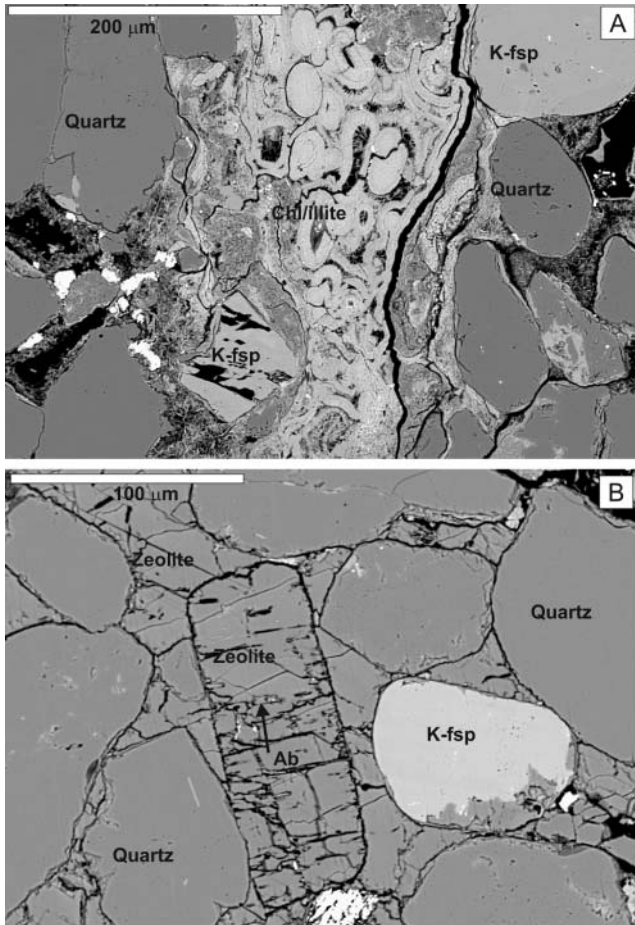 200 µm
A
K-fsp
Quartz
Quartz
Chl/Illite
K-fsp
100 µm
B
Zeolite
Quartz
Zeolite
K-fsp
Ab
Quartz